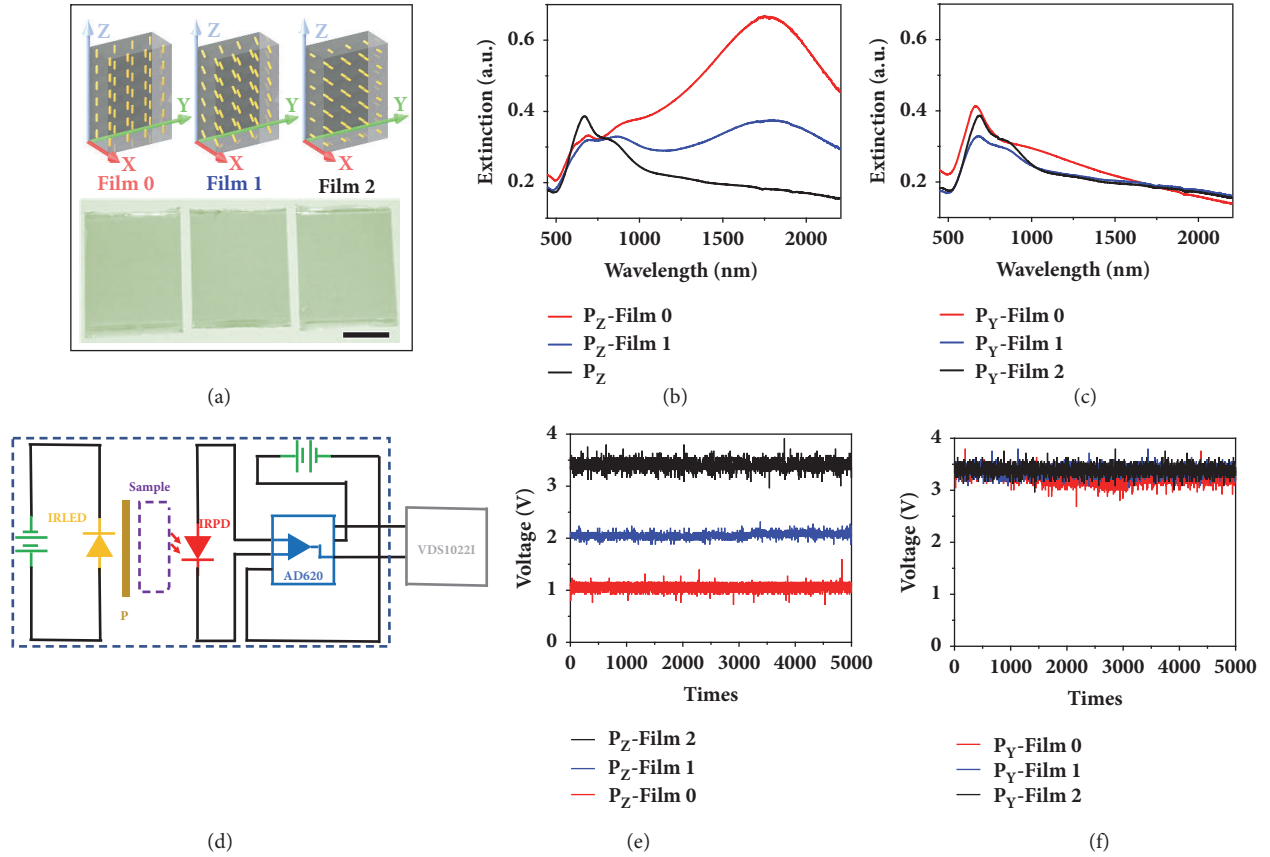 Z Z Z
Y Y Y
X X X
Film 0 Film 1 Film 2
(a)
0.6
0.4
0.2
Extinction (a.u.)
450 1000 1500 2000
Wavelength (nm)
P_Z-Film 0
P_Z-Film 1
P_Z
(b)
0.6
0.4
0.2
Extinction (a.u.)
450 1000 1500 2000
Wavelength (nm)
P_Y-Film 0
P_Y-Film 1
P_Y-Film 2
(c)
Sample
IRLED
IRPD
P
AD620
VDS1022I
(d)
4
3
2
1
0
Voltage (V)
0 1000 2000 3000 4000 5000
Times
P_Z-Film 2
P_Z-Film 1
P_Z-Film 0
(e)
4
3
2
1
0
Voltage (V)
0 1000 2000 3000 4000 5000
Times
P_Y-Film 0
P_Y-Film 1
P_Y-Film 2
(f)